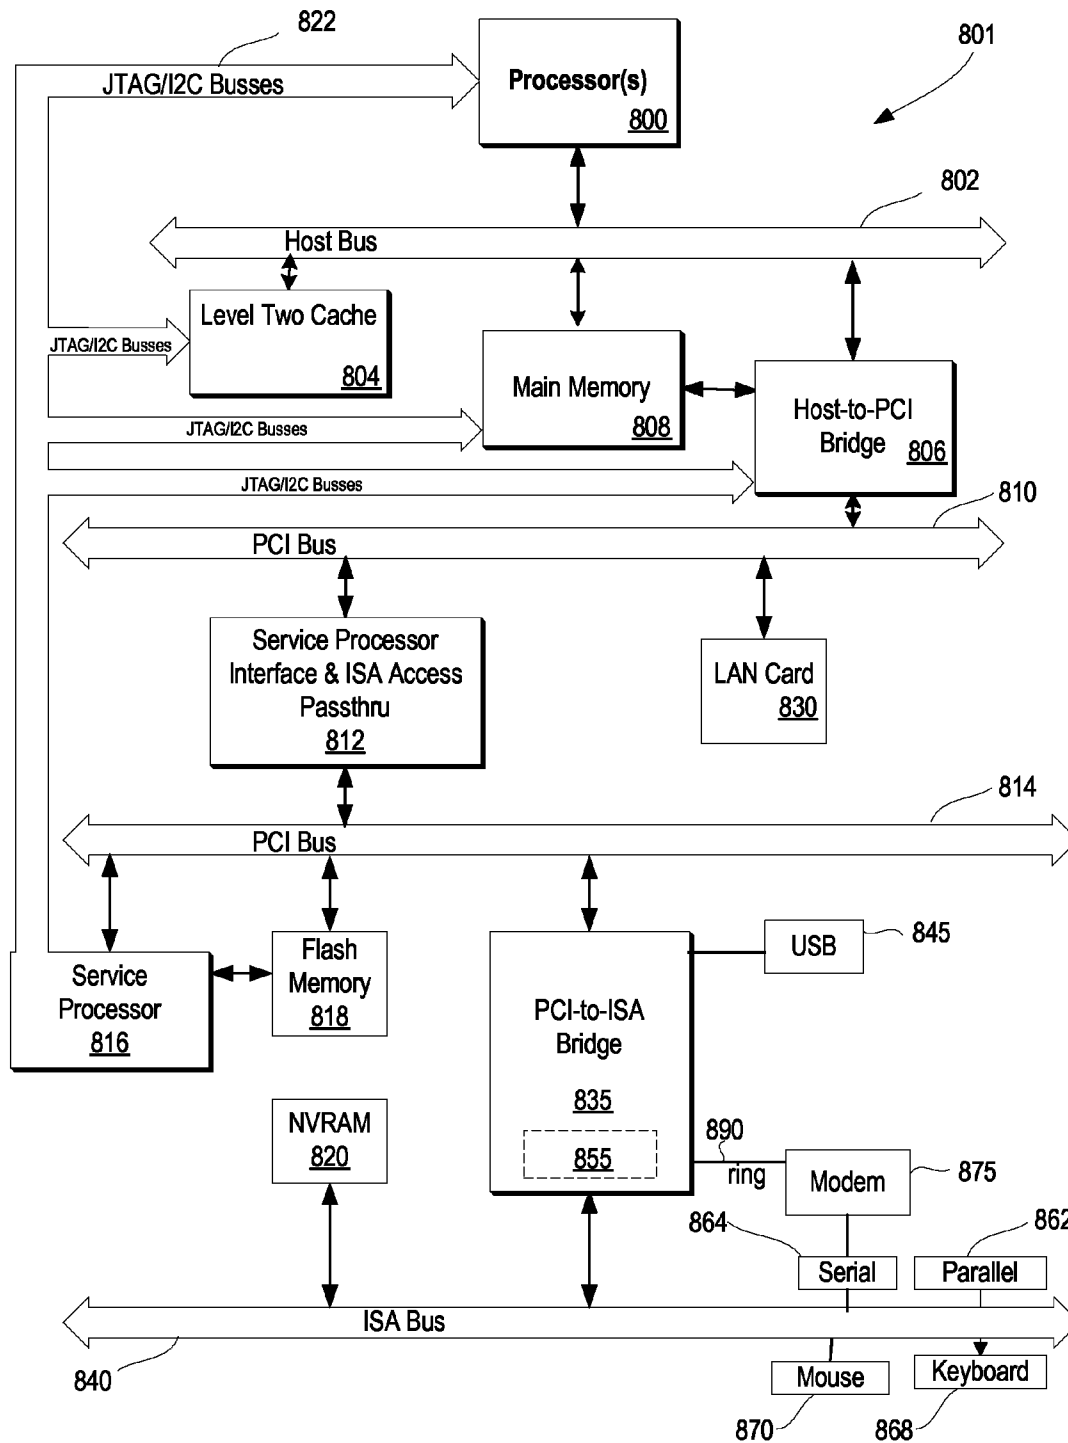 822
801
JTAG/I2C Busses
Processor(s)
800
802
Host Bus
Level Two Cache
804
JTAG/I2C Busses
Main Memory
808
Host-to-PCI
Bridge
806
JTAG/I2C Busses
JTAG/I2C Busses
810
PCI Bus
Service Processor
Interface & ISA Access
Passthru
812
LAN Card
830
814
PCI Bus
Service
Processor
816
Flash
Memory
818
USB
845
PCI-to-ISA
Bridge
835
855
NVRAM
820
890
ring
Modem
875
864
862
Serial
Parallel
ISA Bus
840
Mouse
Keyboard
870
868